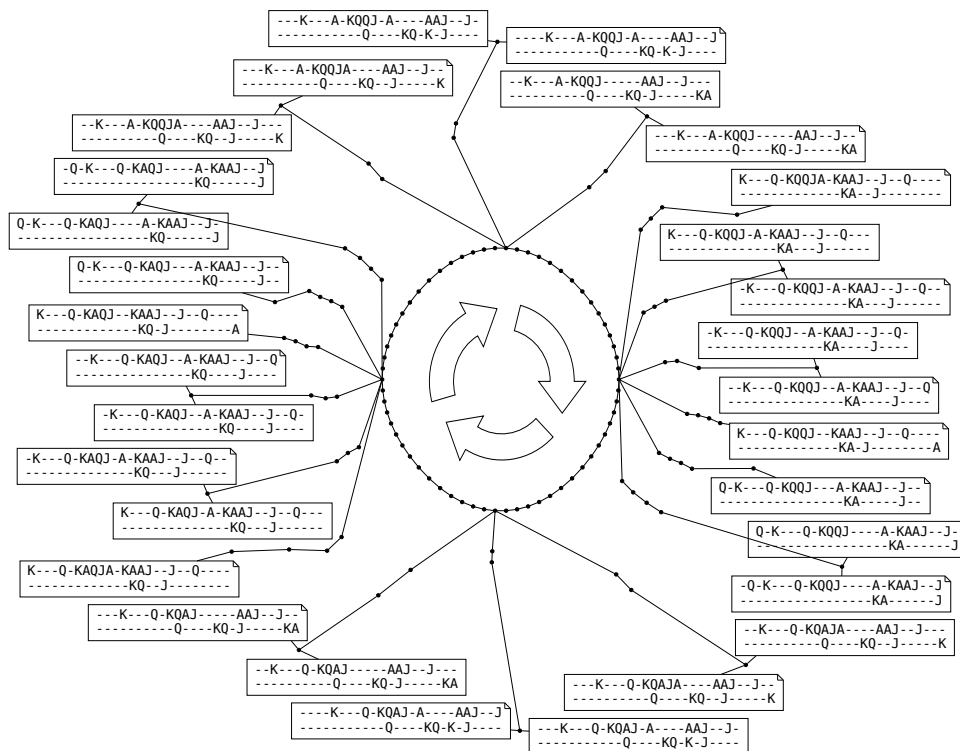 ---K---A-KQQJ-A----AAJ--J-
-----------Q----KQ-K-J----
----K---A-KQQJ-A----AAJ--J
-----------Q----KQ-K-J----
---K---A-KQQJA----AAJ--J--
-----------Q----KQ--J-----K
--K---A-KQQJ-----AAJ--J---
-----------Q----KQ-J-----KA
--K---A-KQQJA----AAJ--J---
-----------Q----KQ--J-----K
---K---A-KQQJ-----AAJ--J--
-----------Q----KQ-J-----KA
-Q-K---Q-KAQJ----A-KAAJ--J
-----------------KQ------J
K---Q-KQQJA-KAAJ--J--Q----
-------------KA--J--------
Q-K---Q-KAQJ----A-KAAJ--J-
-----------------KQ------J
K---Q-KQQJ-A-KAAJ--J--Q---
--------------KA---J------
Q-K---Q-KAQJ---A-KAAJ--J--
----------------KQ-----J--
-K---Q-KQQJ-A-KAAJ--J--Q--
---------------KA---J------
K---Q-KAQJ--KAAJ--J--Q----
-------------KQ-J--------A
-K---Q-KQQJ--A-KAAJ--J--Q-
--------------KA----J-----
--K---Q-KAQJ--A-KAAJ--J--Q
---------------KQ----J----
--K---Q-KQQJ--A-KAAJ--J--Q
---------------KA----J----
-K---Q-KAQJ--A-KAAJ--J--Q-
---------------KQ----J----
K---Q-KQQJ--KAAJ--J--Q----
-------------KA-J--------A
-K---Q-KAQJ-A-KAAJ--J--Q--
--------------KQ---J------
Q-K---Q-KQQJ---A-KAAJ--J--
----------------KA-----J--
K---Q-KAQJ-A-KAAJ--J--Q---
--------------KQ---J------
Q-K---Q-KQQJ----A-KAAJ--J-
-----------------KA------J
K---Q-KAQJA-KAAJ--J--Q----
-------------KQ--J--------
-Q-K---Q-KQQJ----A-KAAJ--J
-----------------KA------J
---K---Q-KQAJ-----AAJ--J--
-----------Q----KQ-J-----KA
--K---Q-KQAJA----AAJ--J---
-----------Q----KQ--J-----K
--K---Q-KQAJ-----AAJ--J---
-----------Q----KQ-J-----KA
---K---Q-KQAJA----AAJ--J--
-----------Q----KQ--J-----K
----K---Q-KQAJ-A----AAJ--J
-----------Q----KQ-K-J----
---K---Q-KQAJ-A----AAJ--J-
-----------Q----KQ-K-J----